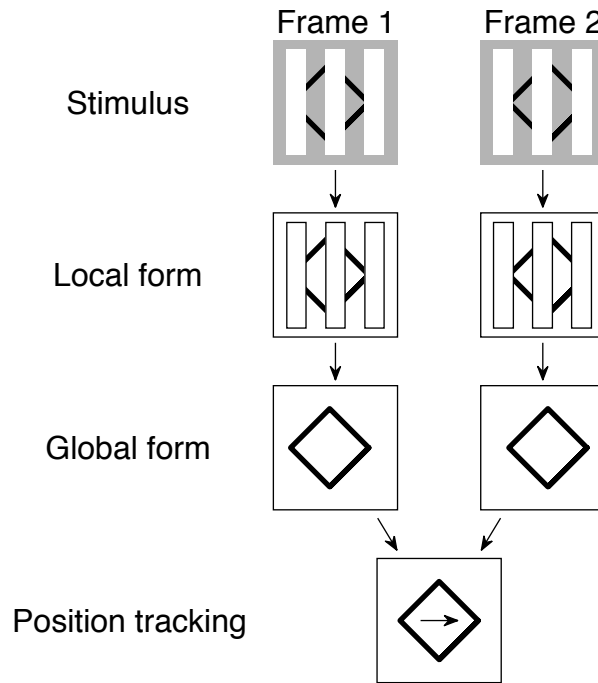 Frame 1 Frame 2
Stimulus
Local form
Global form
Position tracking